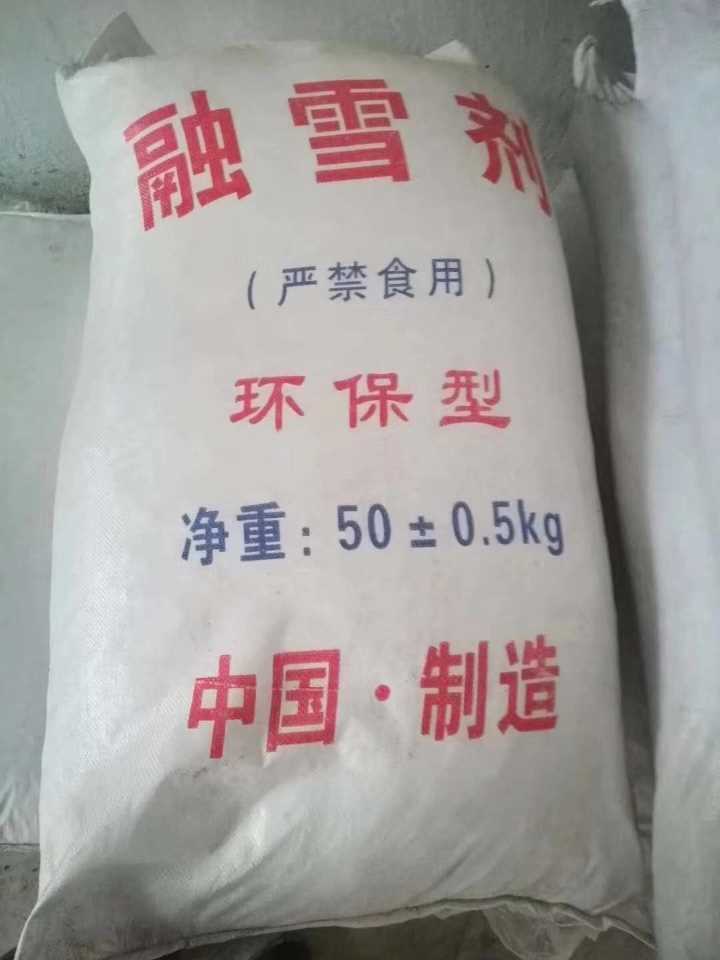 融雪剂
(严禁食用)
环保型
净重: 50±0.5kg
中国·制造